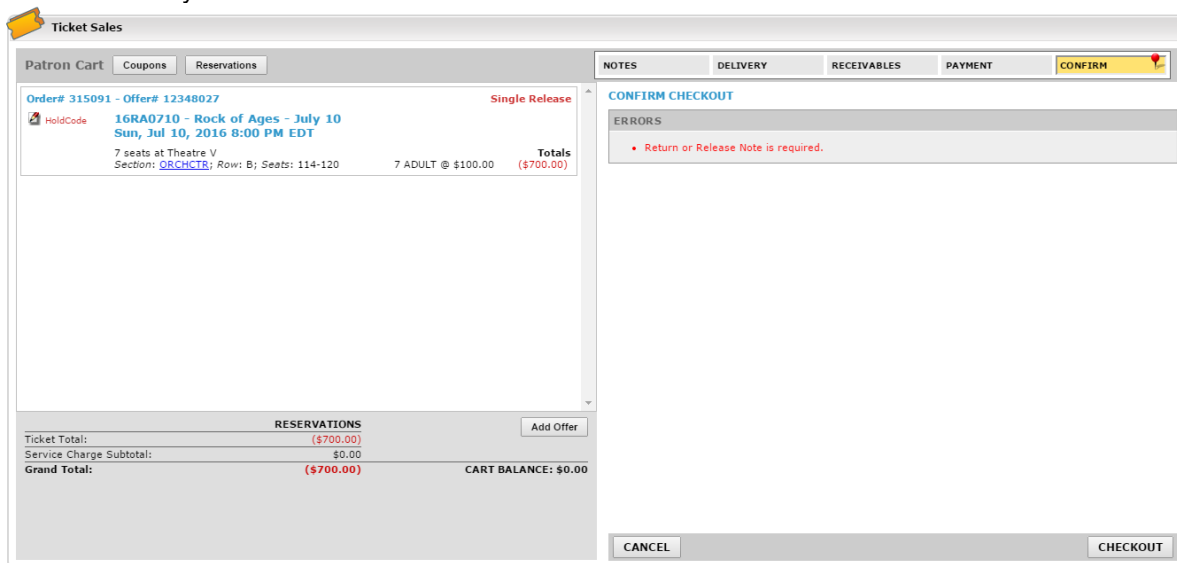 Ticket Sales
Patron Cart Coupons Reservations
NOTES DELIVERY RECEIVABLES PAYMENT CONFIRM
Order# 315091 - Offer# 12348027 Single Release
HoldCode 16RA0710 - Rock of Ages - July 10
Sun, Jul 10, 2016 8:00 PM EDT
7 seats at Theatre V Totals
Section: ORCHCTR; Row: B; Seats: 114-120 7 ADULT @ $100.00 ($700.00)
CONFIRM CHECKOUT
ERRORS
• Return or Release Note is required.
RESERVATIONS Add Offer
Ticket Total: ($700.00)
Service Charge Subtotal: $0.00
Grand Total: ($700.00) CART BALANCE: $0.00
CANCEL CHECKOUT